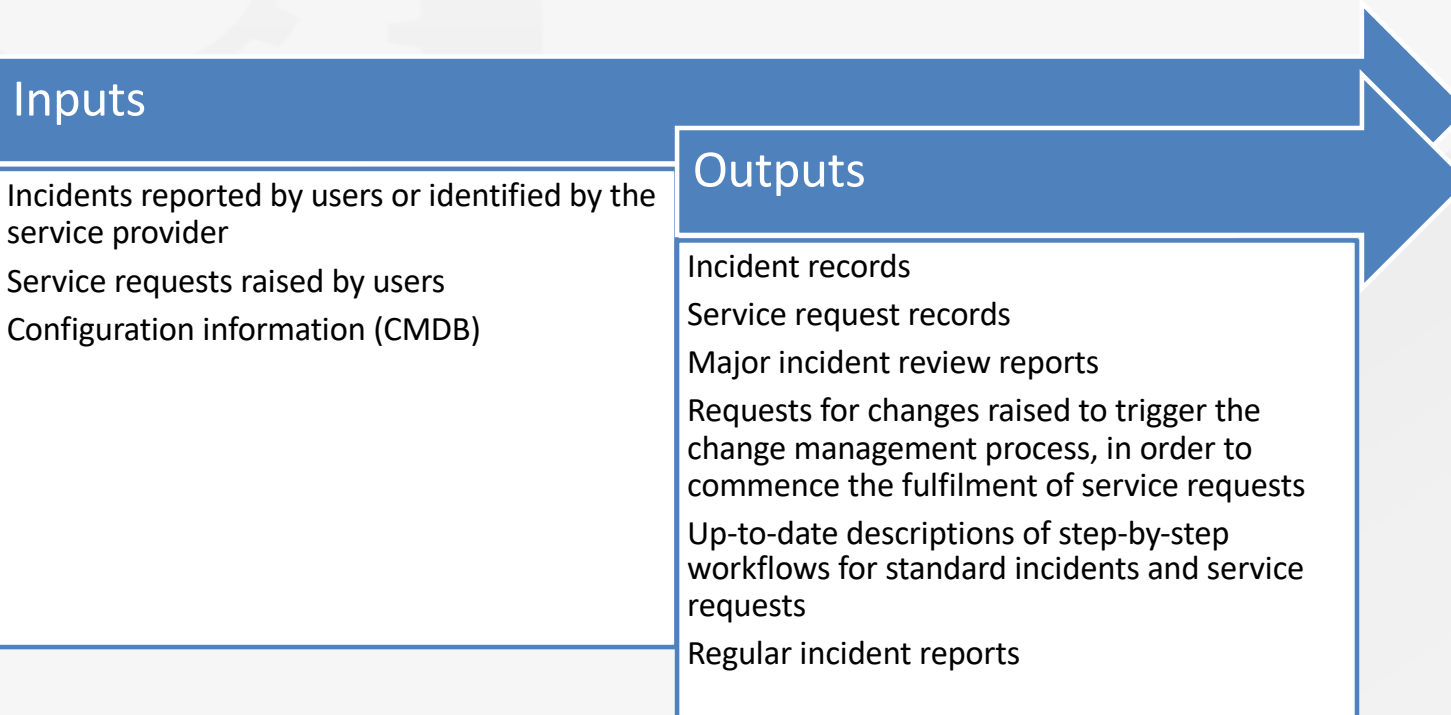 Inputs
Incidents reported by users or identified by the
service provider
Service requests raised by users
Configuration information (CMDB)
Outputs
Incident records
Service request records
Major incident review reports
Requests for changes raised to trigger the
change management process, in order to
commence the fulfilment of service requests
Up-to-date descriptions of step-by-step
workflows for standard incidents and service
requests
Regular incident reports